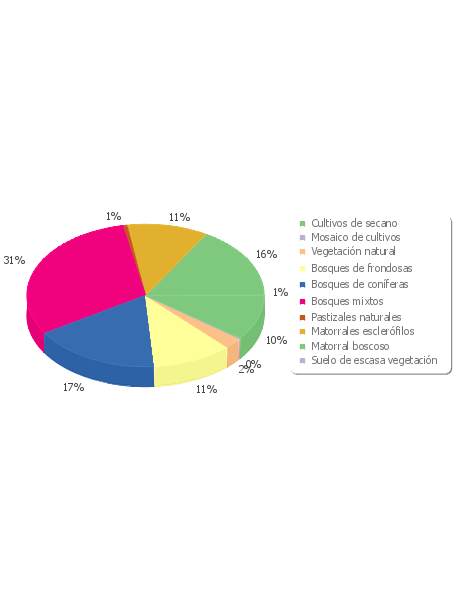 1%
11%
16%
31%
1%
10%
0%
2%
17%
11%
Cultivos de secano
Mosaico de cultivos
Vegetación natural
Bosques de frondosas
Bosques de coníferas
Bosques mixtos
Pastizales naturales
Matorrales esclerófilos
Matorral boscoso
Suelo de escasa vegetación